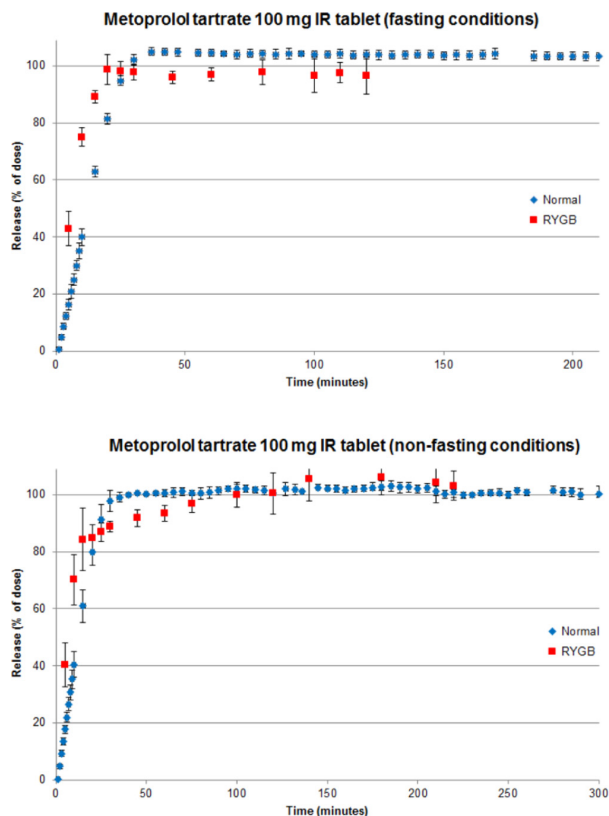 Metoprolol tartrate 100 mg IR tablet (fasting conditions)
100
80
60
40
20
0
Release (% of dose)
Normal
RYGB
0 50 100 150 200
Time (minutes)
Metoprolol tartrate 100 mg IR tablet (non-fasting conditions)
100
80
60
40
20
0
Release (% of dose)
Normal
RYGB
0 50 100 150 200 250 300
Time (minutes)